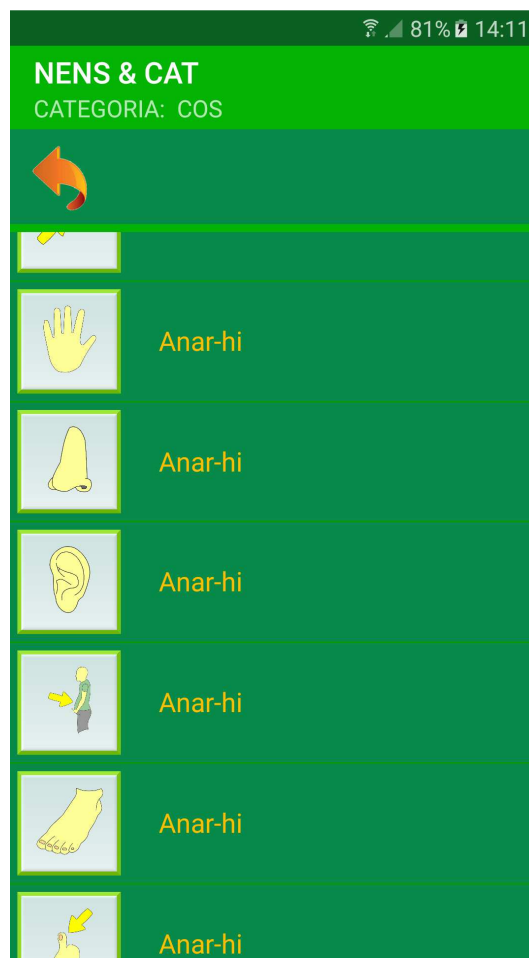 81% 14:11
NENS & CAT
CATEGORIA: COS
Anar-hi
Anar-hi
Anar-hi
Anar-hi
Anar-hi
Anar-hi